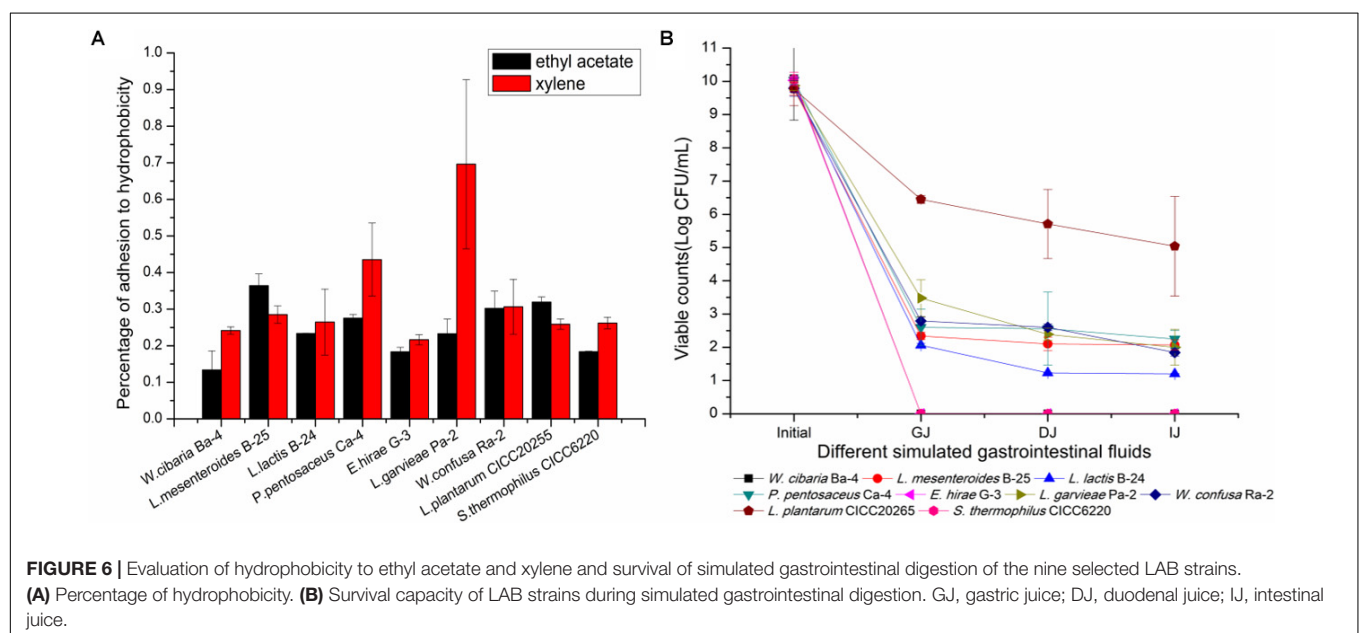 A
Percentage of adhesion to hydrophobicity
1.0
0.9
0.8
0.7
0.6
0.5
0.4
0.3
0.2
0.1
0.0
ethyl acetate
xylene
W.cibaria Ba-4
L.mesenteroides B-25
L.lactis B-24
P.pentosaceus Ca-4
E.hirae G-3
L.garvieae Pa-2
W.confusa Ra-2
L.plantarum CICC20255
S.thermophilus CICC6220
B
Viable counts(Log CFU/mL)
11
10
9
8
7
6
5
4
3
2
1
0
Initial GJ DJ IJ
Different simulated gastrointestinal fluids
W. cibaria Ba-4 L. mesenteroides B-25 L. lactis B-24
P. pentosaceus Ca-4 E. hirae G-3 L. garvieae Pa-2 W. confusa Ra-2
L. plantarum CICC20265 S. thermophilus CICC6220
FIGURE 6 | Evaluation of hydrophobicity to ethyl acetate and xylene and survival of simulated gastrointestinal digestion of the nine selected LAB strains.
(A) Percentage of hydrophobicity. (B) Survival capacity of LAB strains during simulated gastrointestinal digestion. GJ, gastric juice; DJ, duodenal juice; IJ, intestinal
juice.